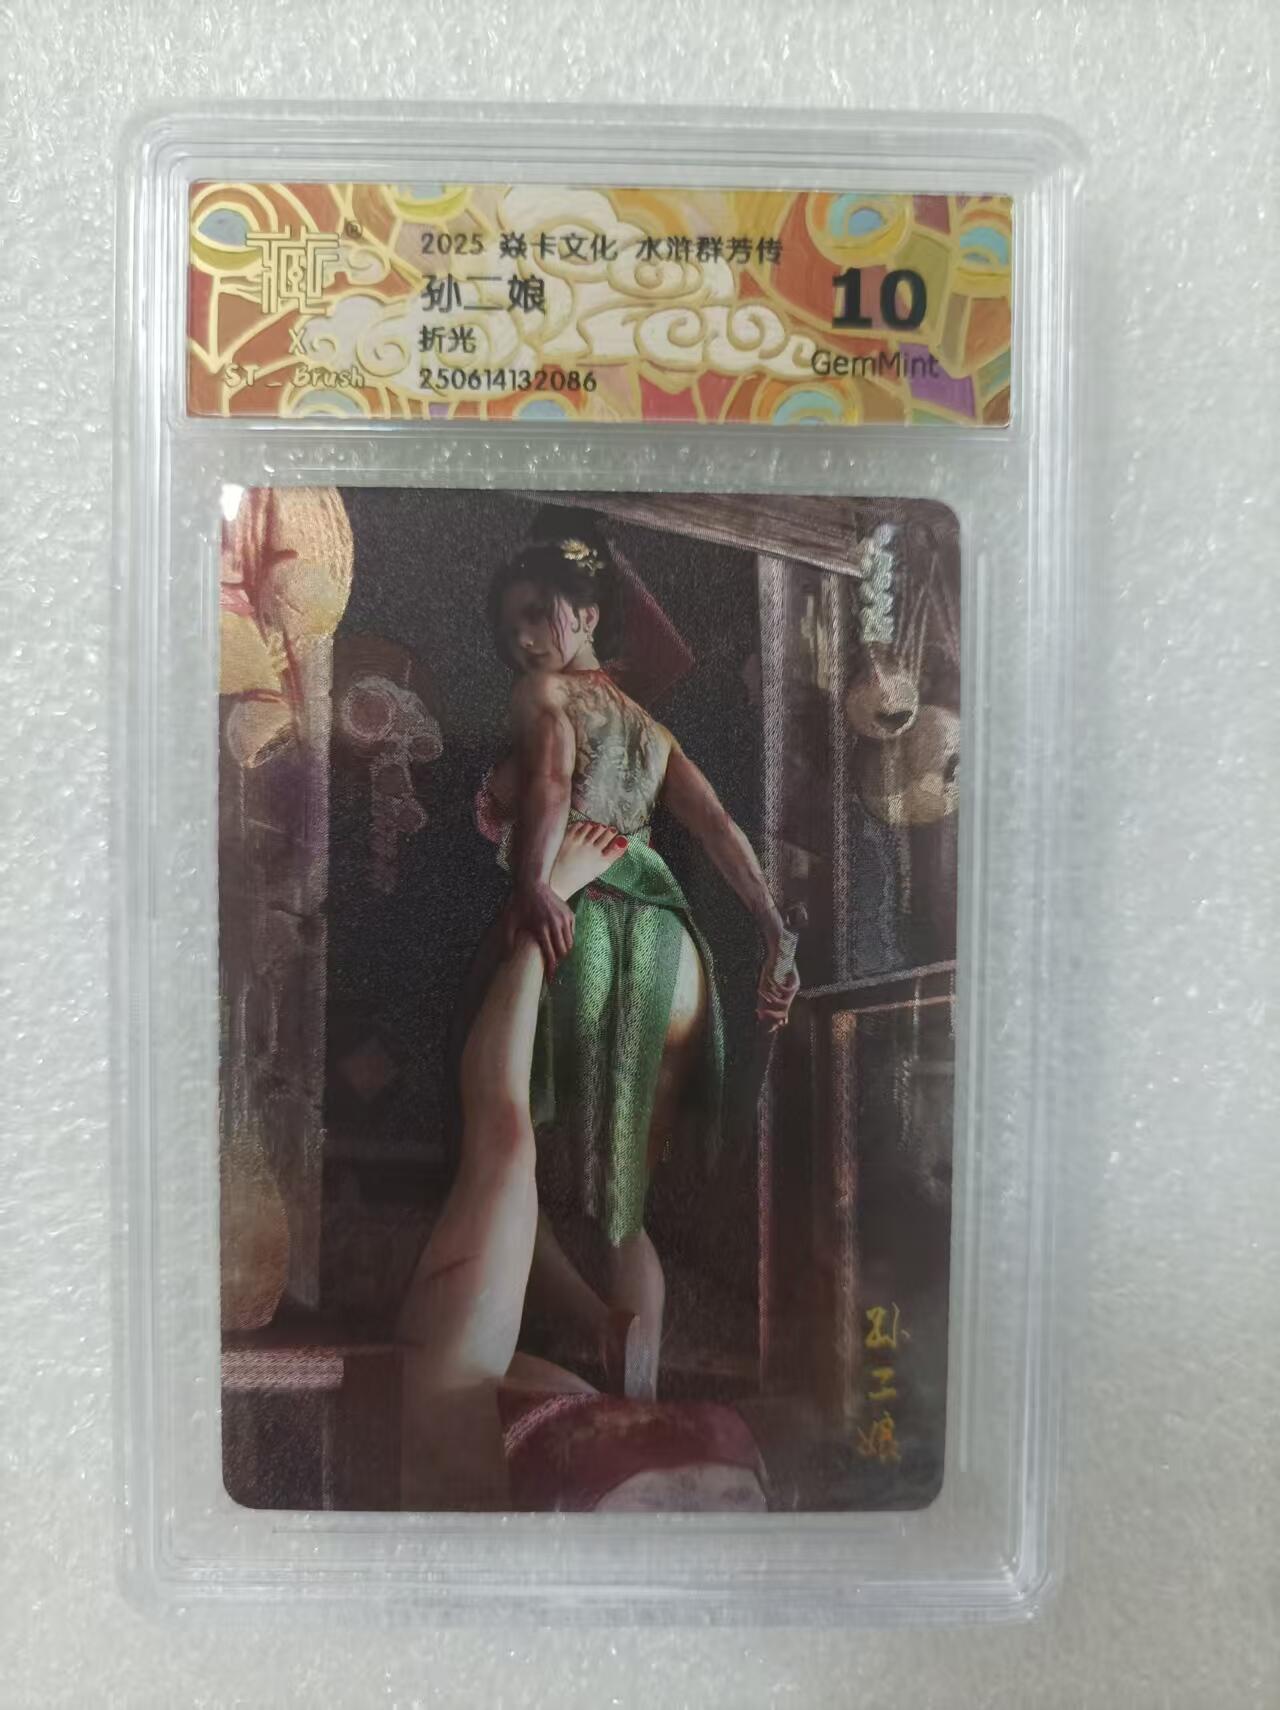 ®
2025 焱卡文化 水浒群芳传
孙二娘
折光
250614132086
X
ST_Brush
10
GemMint
孙二娘